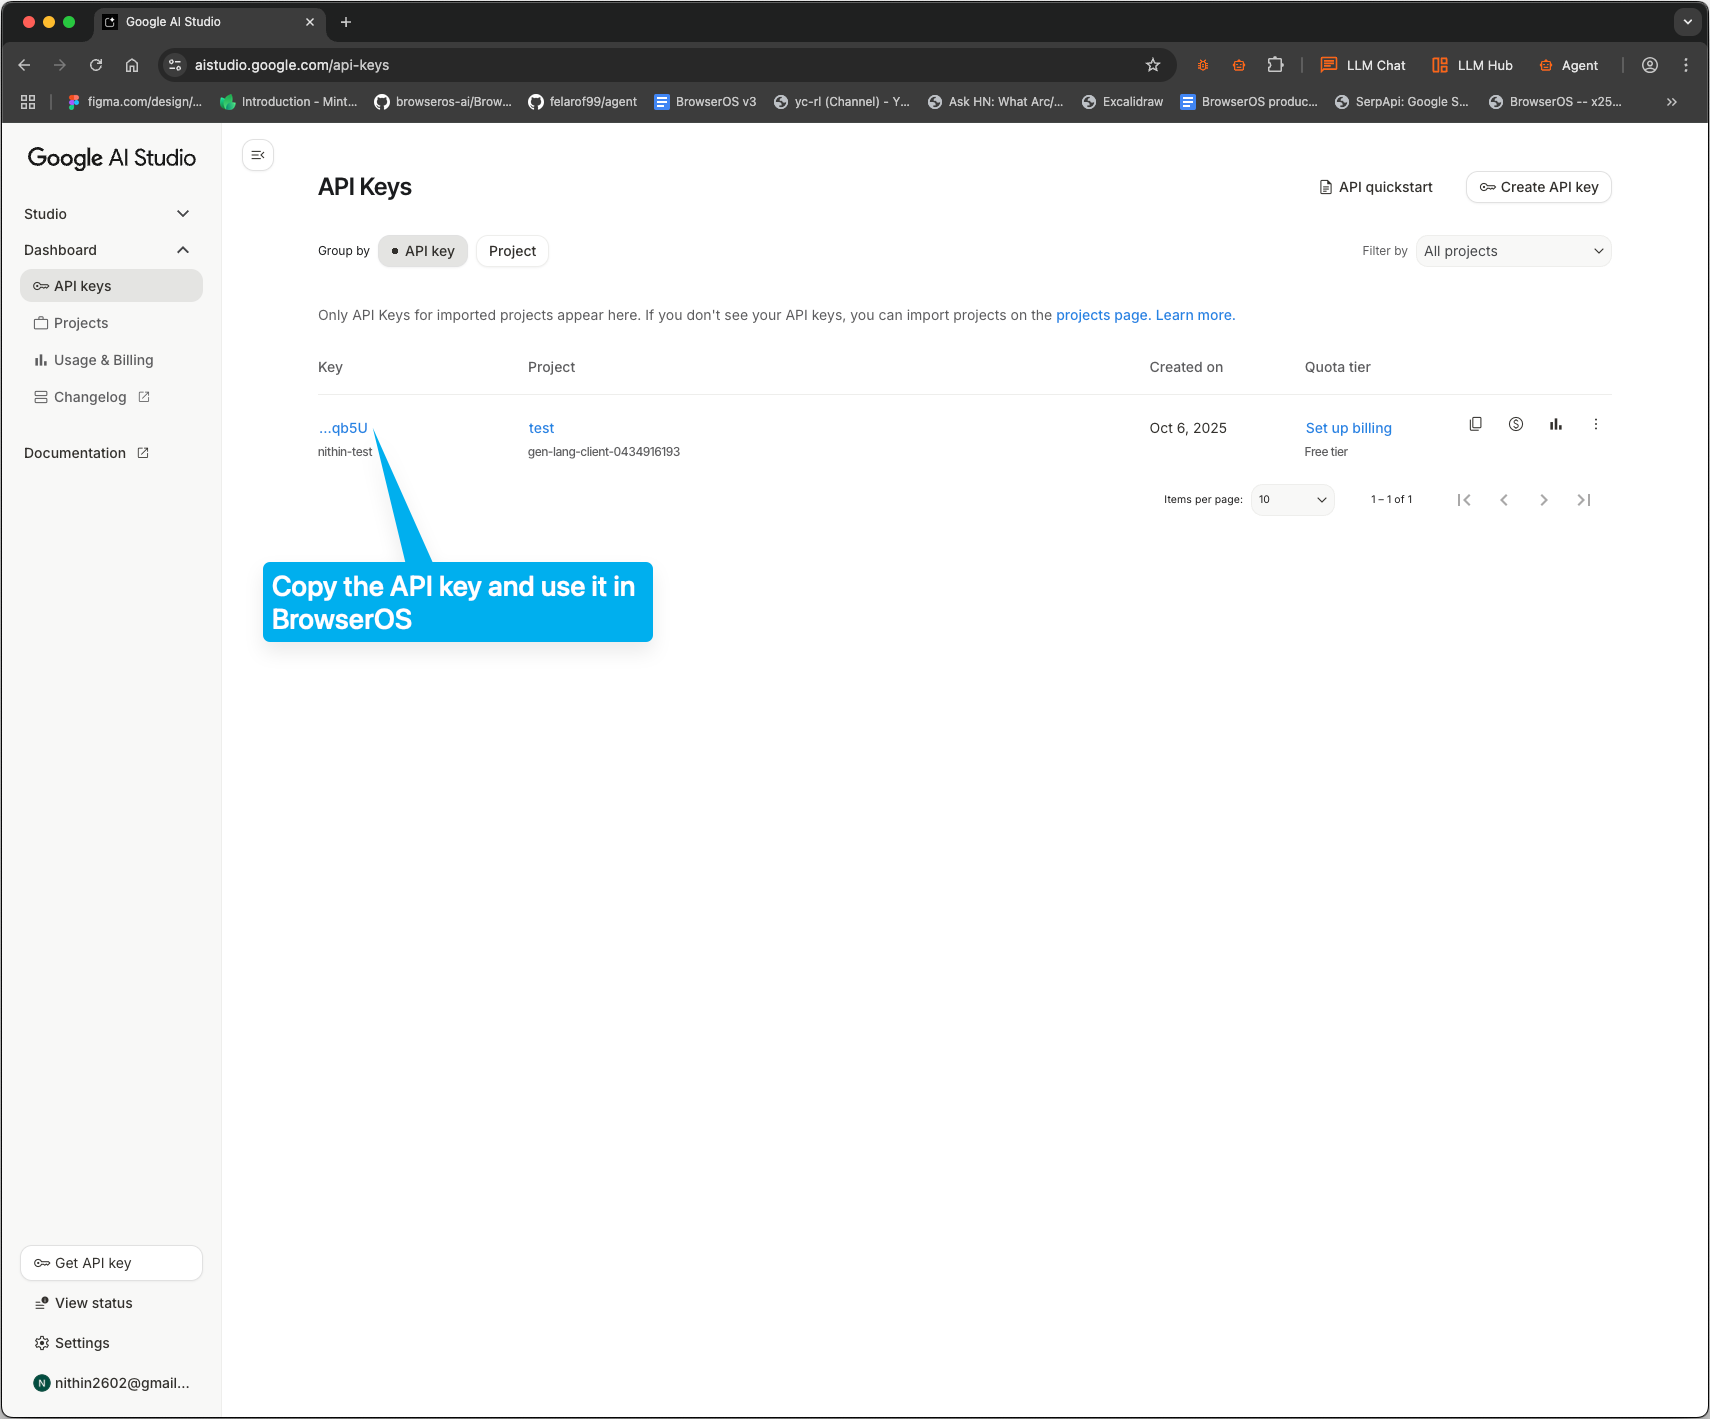 Google AI Studio
aistudio.google.com/api-keys
LLM Chat
LLM Hub
Agent
figma.com/design/...
Introduction - Mint...
browseros-ai/Brow...
felarof99/agent
BrowserOS v3
yc-rl (Channel) - Y...
Ask HN: What Arc/...
Excalidraw
BrowserOS produc...
SerpApi: Google S...
BrowserOS -- x25...
Google AI Studio
Studio
Dashboard
API keys
Projects
Usage & Billing
Changelog
Documentation
API Keys
API quickstart
Create API key
Group by
API key
Project
Filter by
All projects
Only API Keys for imported projects appear here. If you don't see your API keys, you can import projects on the projects page. Learn more.
Key
Project
Created on
Quota tier
...qb5U
test
Oct 6, 2025
Set up billing
nithin-test
gen-lang-client-0434916193
Free tier
Items per page:
10
1 – 1 of 1
Copy the API key and use it in
BrowserOS
Get API key
View status
Settings
N
nithin2602@gmail...